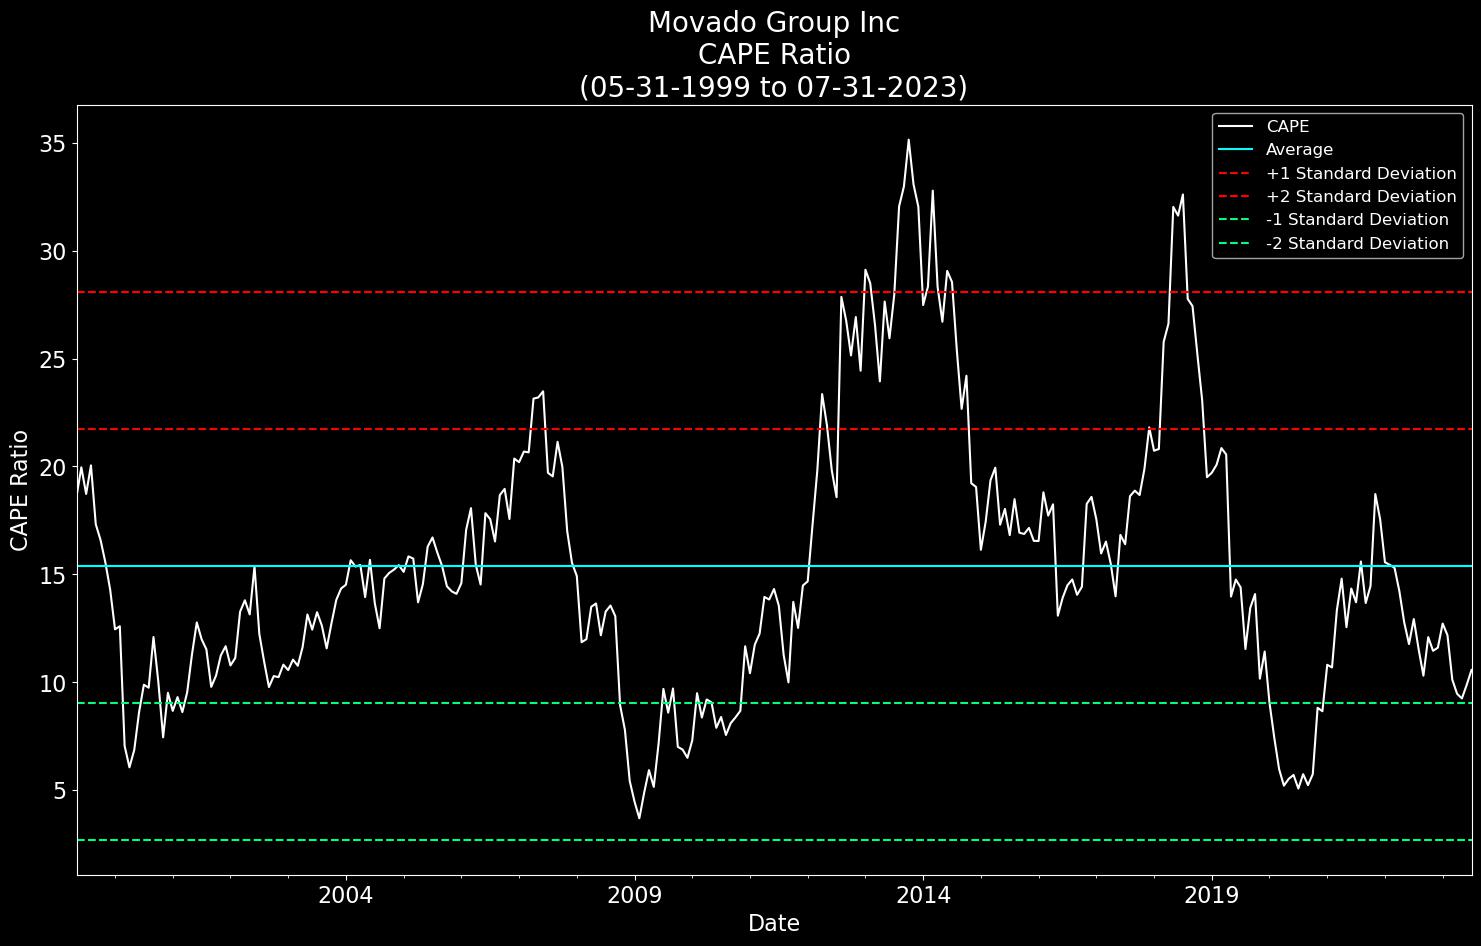 Movado Group Inc
CAPE Ratio
(05-31-1999 to 07-31-2023)
CAPE
Average
+1 Standard Deviation
+2 Standard Deviation
-1 Standard Deviation
-2 Standard Deviation
35
30
25
20
15
10
5
CAPE Ratio
2004
2009
2014
2019
Date